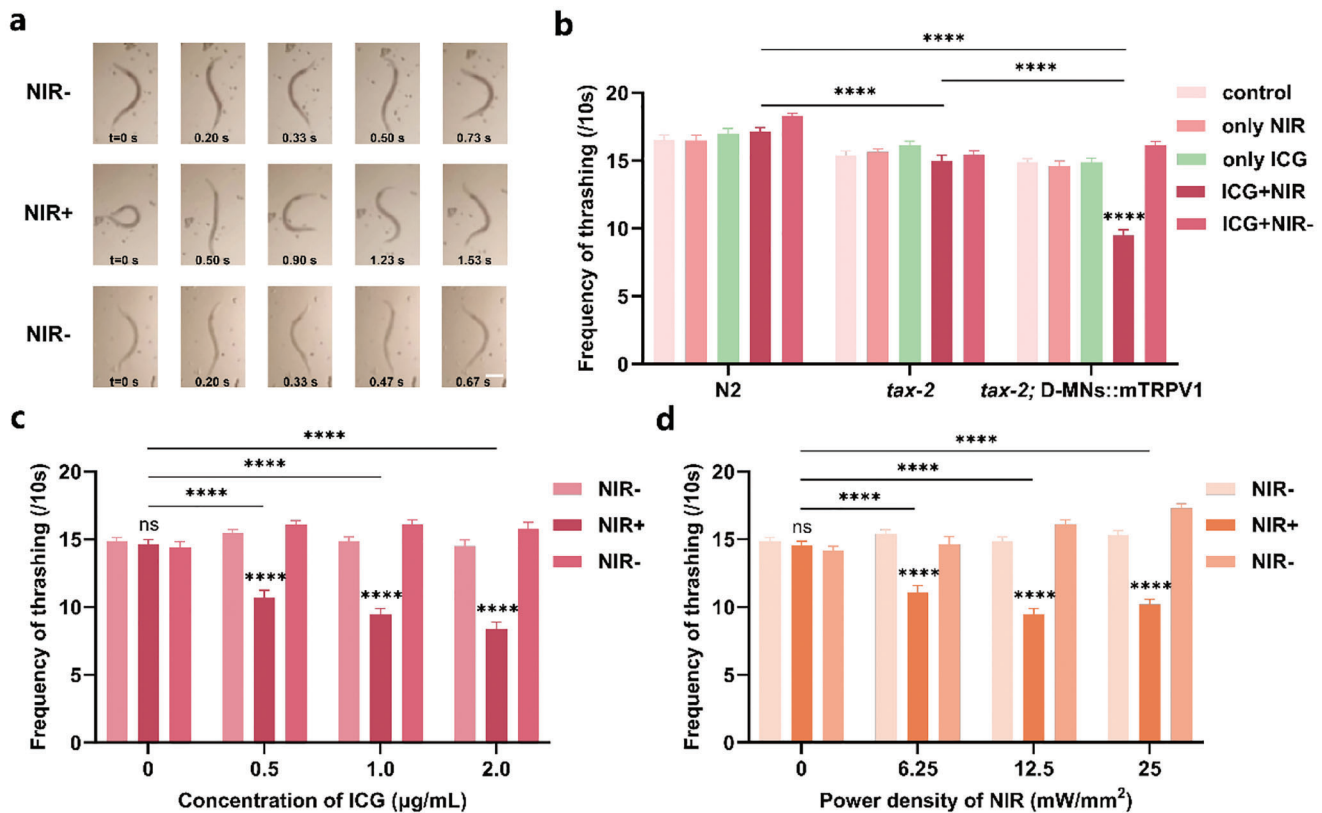 a
NIR-
t=0 s
0.20 s
0.33 s
0.50 s
0.73 s
NIR+
t=0 s
0.50 s
0.90 s
1.23 s
1.53 s
NIR-
t=0 s
0.20 s
0.33 s
0.47 s
0.67 s
b
****
****
****
****
Frequency of thrashing (/10s)
20
15
10
5
0
N2
tax-2
tax-2; D-MNs::mTRPV1
control
only NIR
only ICG
ICG+NIR
ICG+NIR-
c
****
****
****
ns
****
****
****
Frequency of thrashing (/10s)
20
15
10
5
0
0
0.5
1.0
2.0
Concentration of ICG (μg/mL)
NIR-
NIR+
NIR-
d
****
****
****
ns
****
****
****
Frequency of thrashing (/10s)
20
15
10
5
0
0
6.25
12.5
25
Power density of NIR (mW/mm²)
NIR-
NIR+
NIR-